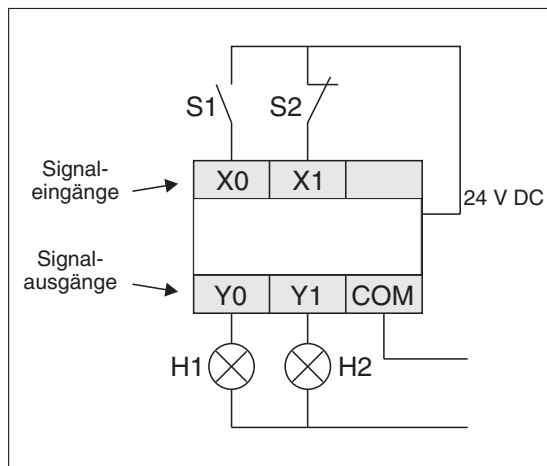 S1
S2
Signal-
eingänge
X0
X1
24 V DC
Signal-
ausgänge
Y0
Y1
COM
H1
H2